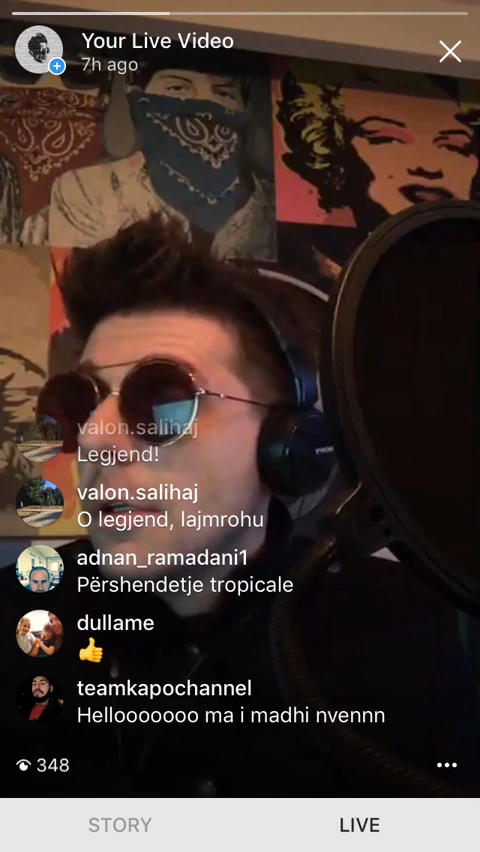 Your Live Video
7h ago
valon.salihaj
Legjend!
valon.salihaj
O legjend, lajmrohu
adnan_ramadani1
Përshendetje tropicale
dullame
👍
teamkapochannel
Hellooooooo ma i madhi nvennn
348
STORY
LIVE